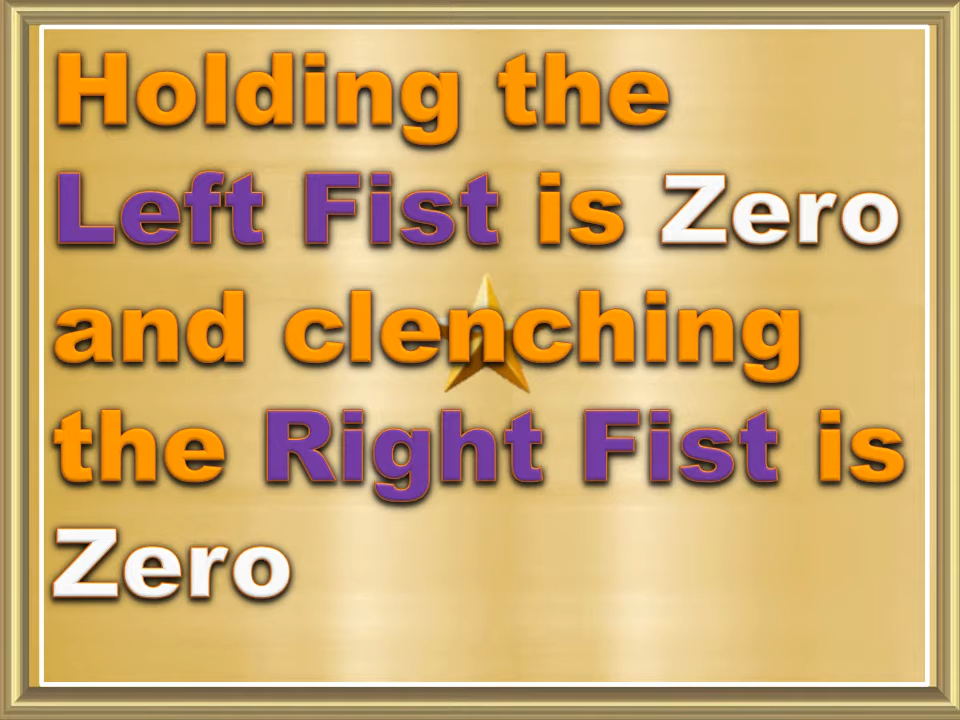 Holding the
Left Fist is Zero
and clenching
the Right Fist is
Zero